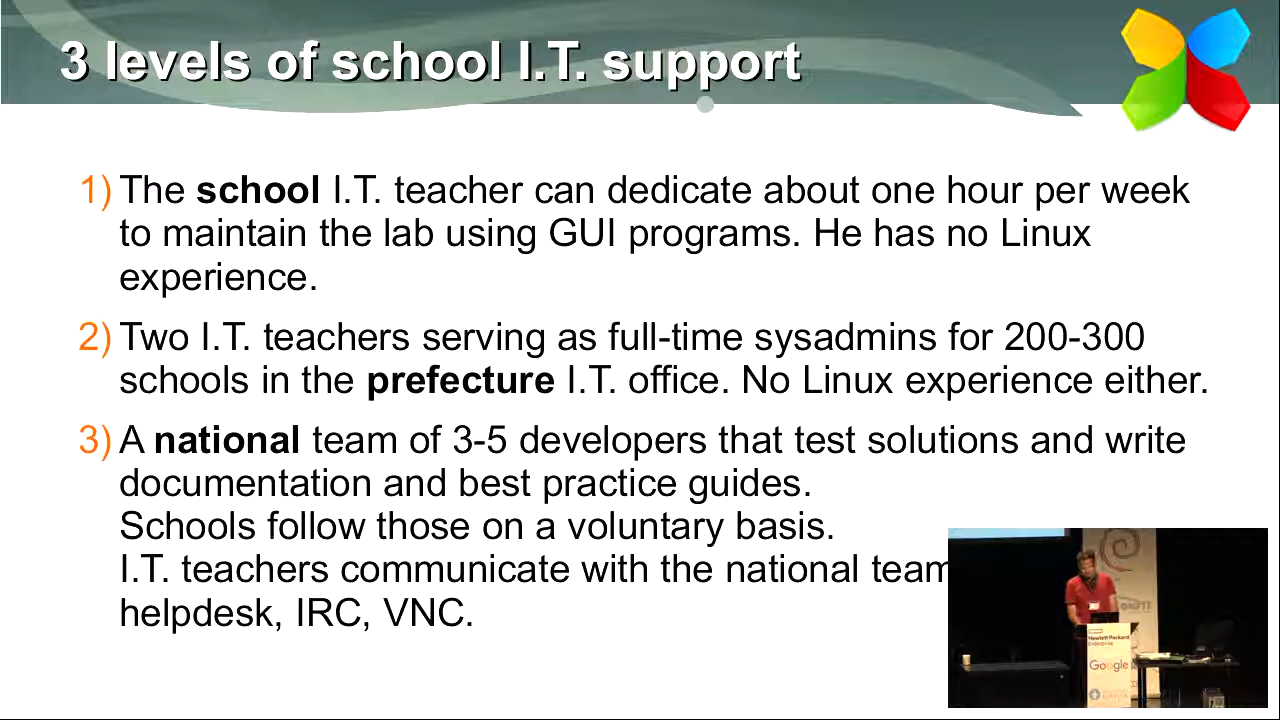 3 levels of school I.T. support
1) The school I.T. teacher can dedicate about one hour per week
to maintain the lab using GUI programs. He has no Linux
experience.
2) Two I.T. teachers serving as full-time sysadmins for 200-300
schools in the prefecture I.T. office. No Linux experience either.
3) A national team of 3-5 developers that test solutions and write
documentation and best practice guides.
Schools follow those on a voluntary basis.
I.T. teachers communicate with the national team
helpdesk, IRC, VNC.
Hewlett Packard
Enterprise
Google